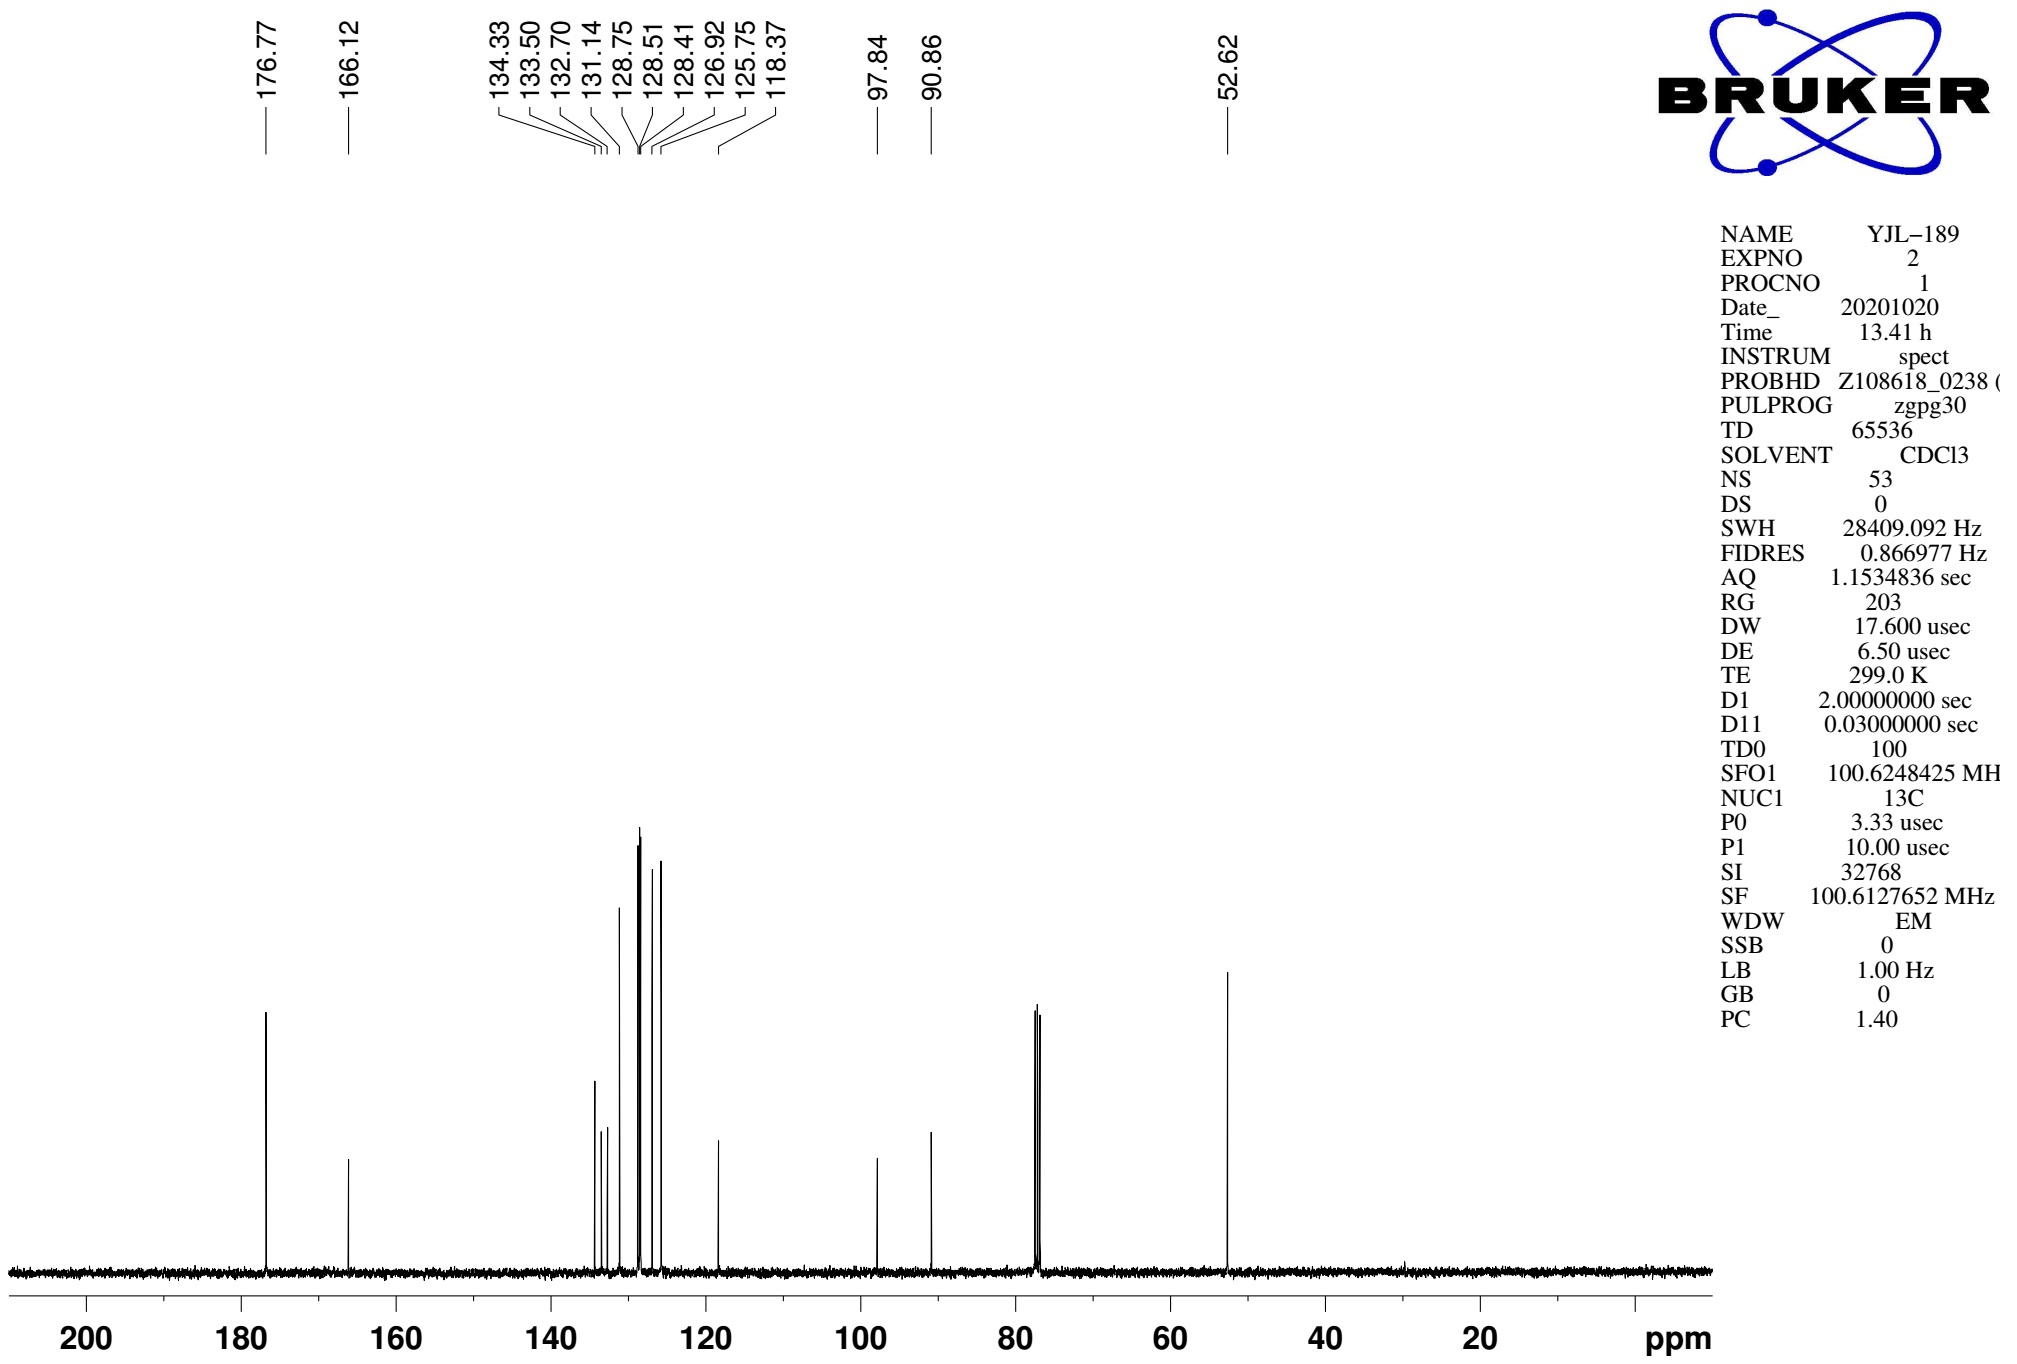 176.77
166.12
134.33
133.50
132.70
131.14
128.75
128.51
128.41
126.92
125.75
118.37
97.84
90.86
52.62
BRUKER
NAME YJL−189
EXPNO 2
PROCNO 1
Date_ 20201020
Time 13.41 h
INSTRUM spect
PROBHD Z108618_0238 (
PULPROG zgpg30
TD 65536
SOLVENT CDCl3
NS 53
DS 0
SWH 28409.092 Hz
FIDRES 0.866977 Hz
AQ 1.1534836 sec
RG 203
DW 17.600 usec
DE 6.50 usec
TE 299.0 K
D1 2.00000000 sec
D11 0.03000000 sec
TD0 100
SFO1 100.6248425 MH
NUC1 13C
P0 3.33 usec
P1 10.00 usec
SI 32768
SF 100.6127652 MHz
WDW EM
SSB 0
LB 1.00 Hz
GB 0
PC 1.40
200 180 160 140 120 100 80 60 40 20 ppm